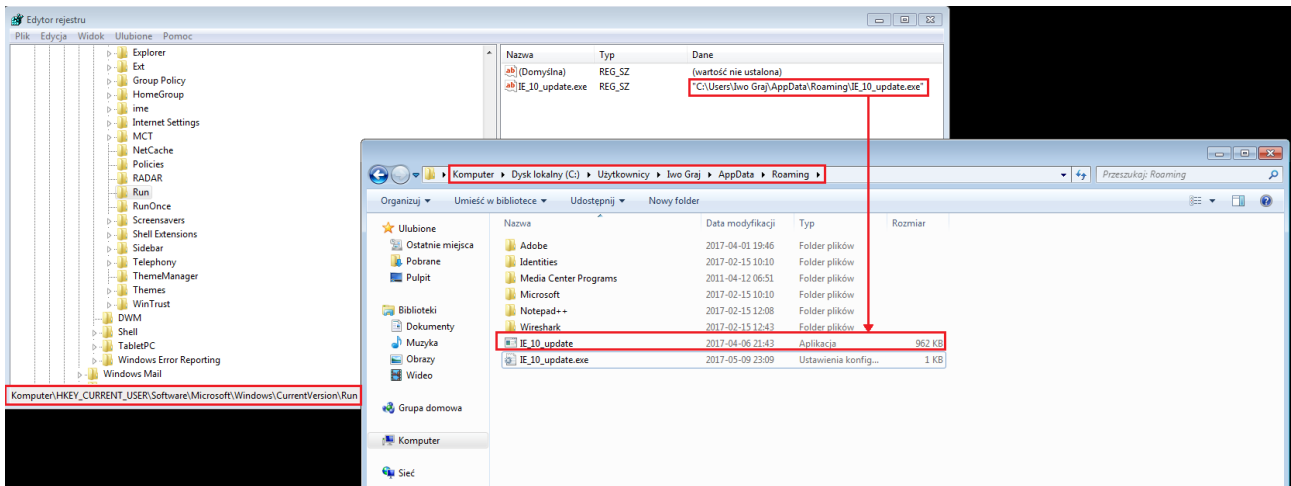 Edytor rejestru
Plik Edycja Widok Ulubione Pomoc
Explorer
Ext
Group Policy
HomeGroup
ime
Internet Settings
MCT
NetCache
Policies
RADAR
Run
RunOnce
Screensavers
Shell Extensions
Sidebar
Telephony
ThemeManager
Themes
WinTrust
DWM
Shell
TabletPC
Windows Error Reporting
Windows Mail
Komputer\HKEY_CURRENT_USER\Software\Microsoft\Windows\CurrentVersion\Run
Nazwa Typ Dane
ab (Domyślna) REG_SZ (wartość nie ustalona)
ab IE_10_update.exe REG_SZ "C:\Users\Iwo Graj\AppData\Roaming\IE_10_update.exe"
Komputer Dysk lokalny (C:) Użytkownicy Iwo Graj AppData Roaming
Przeszukaj: Roaming
Organizuj Umieść w bibliotece Udostępnij Nowy folder
Ulubione
Ostatnie miejsca
Pobrane
Pulpit
Biblioteki
Dokumenty
Muzyka
Obrazy
Wideo
Grupa domowa
Komputer
Sieć
Nazwa Data modyfikacji Typ Rozmiar
Adobe 2017-04-01 19:46 Folder plików
Identities 2017-02-15 10:10 Folder plików
Media Center Programs 2011-04-12 06:51 Folder plików
Microsoft 2017-02-15 10:10 Folder plików
Notepad++ 2017-02-15 12:08 Folder plików
Wireshark 2017-02-15 12:43 Folder plików
IE_10_update 2017-04-06 21:43 Aplikacja 962 KB
IE_10_update.exe 2017-05-09 23:09 Ustawienia konfig... 1 KB